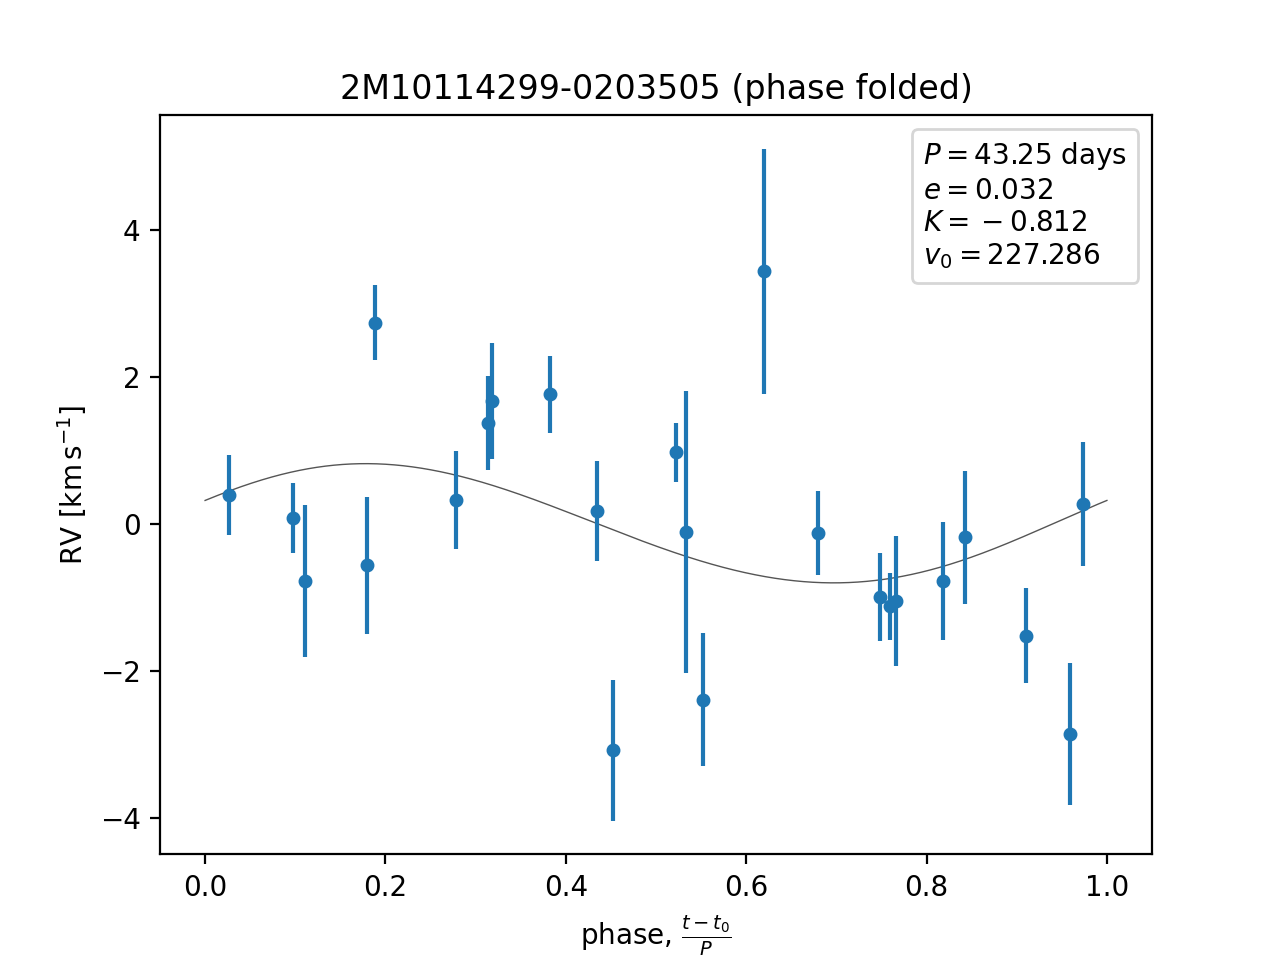 2M10114299-0203505 (phase folded)
P = 43.25 days
e = 0.032
K = −0.812
v₀ = 227.286
4
2
0
−2
−4
RV [km s⁻¹]
0.0 0.2 0.4 0.6 0.8 1.0
phase, (t − t₀)/P